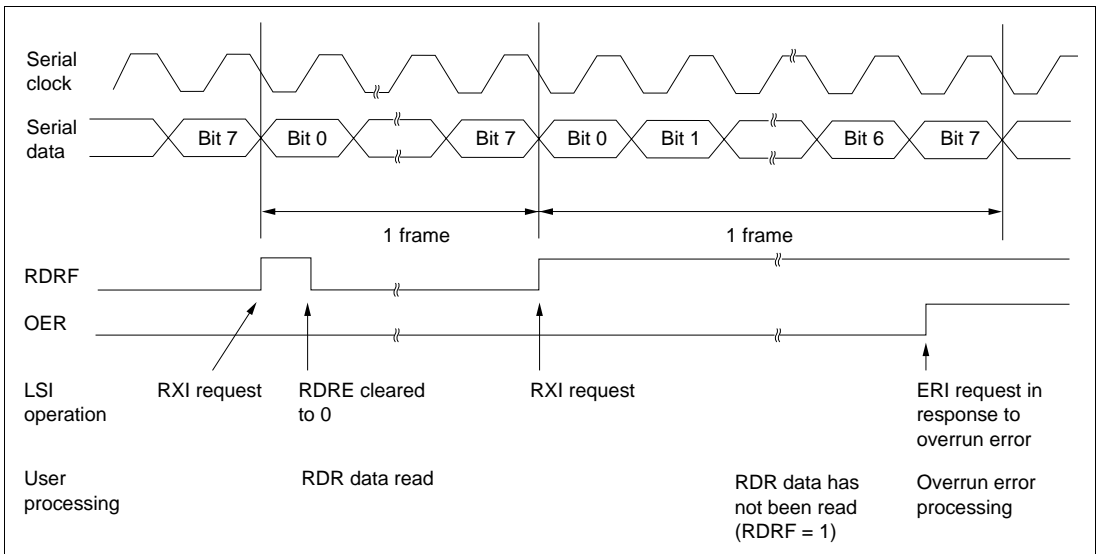 Serial
clock
Serial
data
Bit 7
Bit 0
Bit 7
Bit 0
Bit 1
Bit 6
Bit 7
1 frame
1 frame
RDRF
OER
LSI
operation
RXI request
RDRE cleared
to 0
RXI request
ERI request in
response to
overrun error
User
processing
RDR data read
RDR data has
not been read
(RDRF = 1)
Overrun error
processing